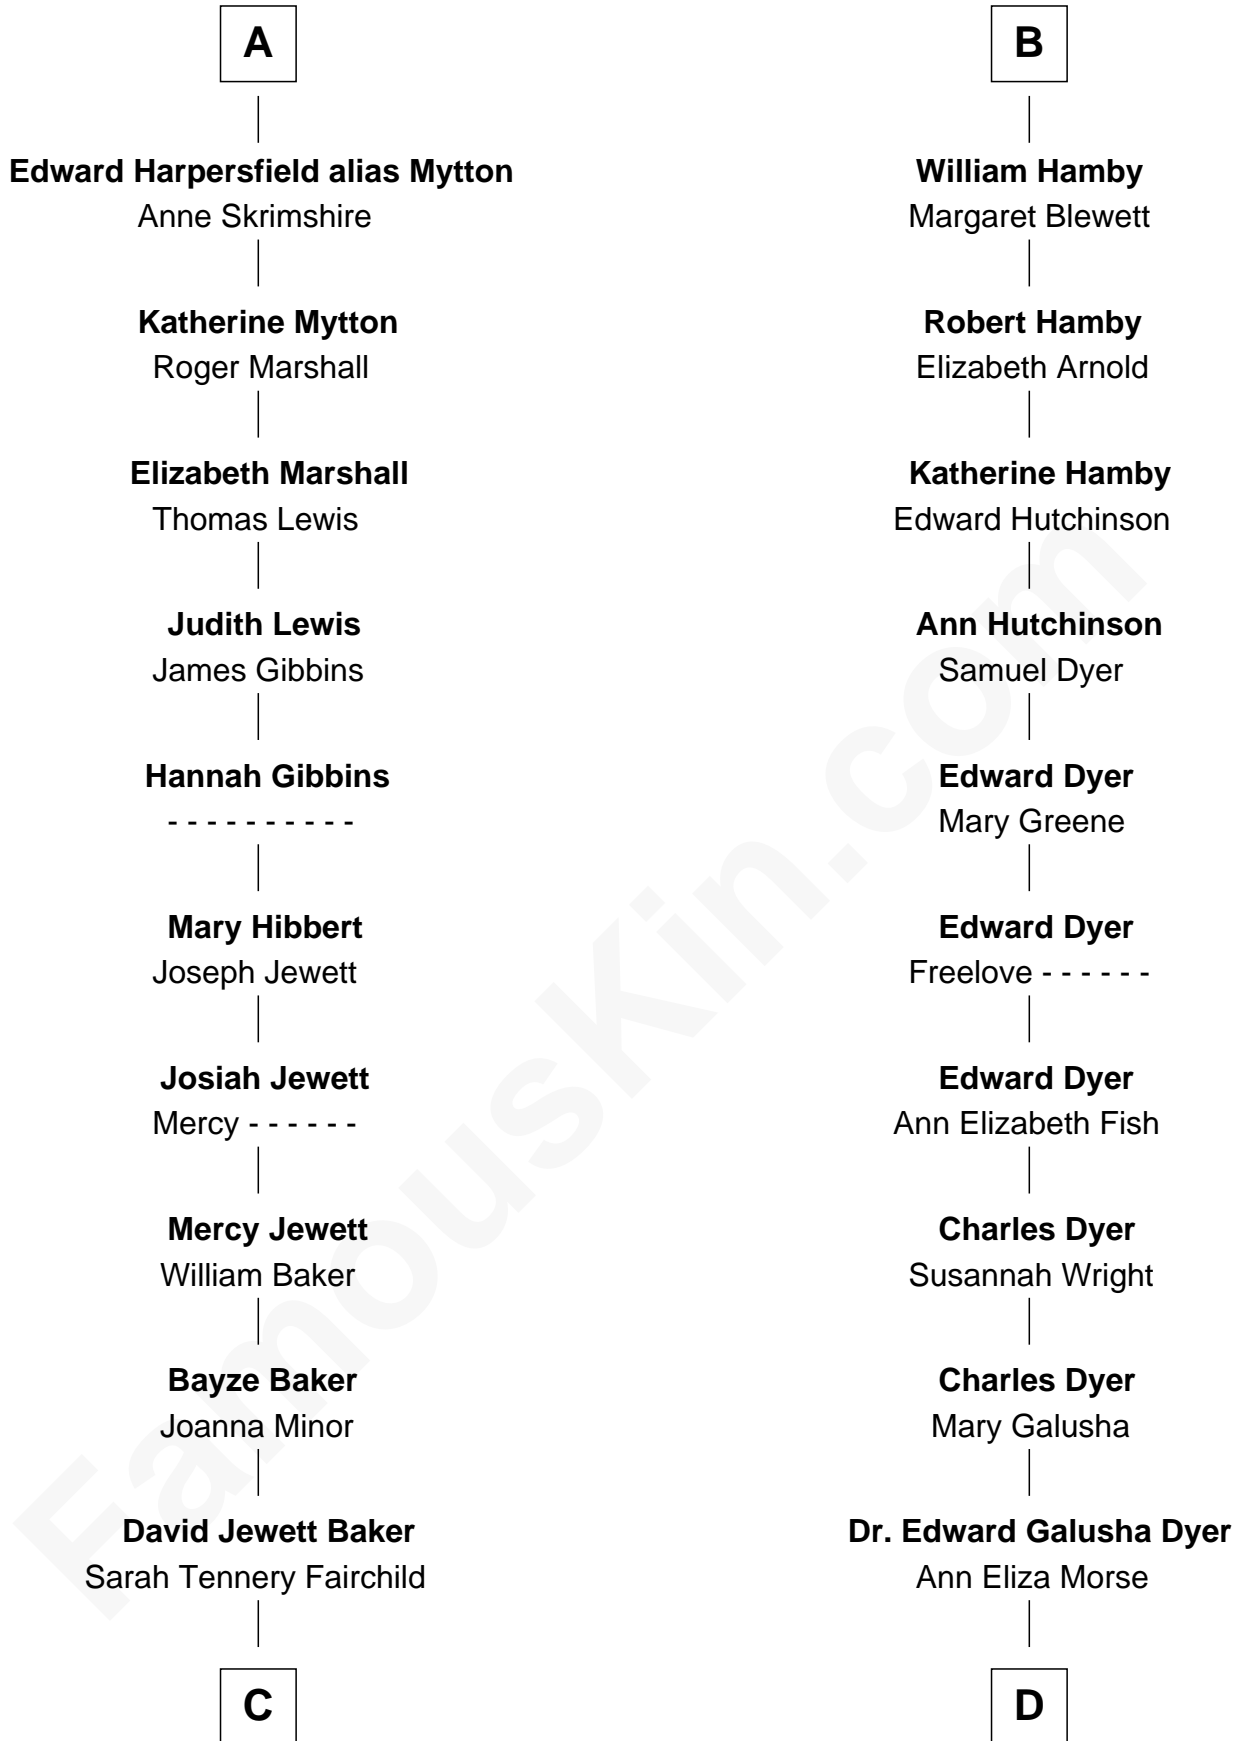 A
Edward Harpersfield alias Mytton
Anne Skrimshire
Katherine Mytton
Roger Marshall
Elizabeth Marshall
Thomas Lewis
Judith Lewis
James Gibbins
Hannah Gibbins
- - - - - - - - - -
Mary Hibbert
Joseph Jewett
Josiah Jewett
Mercy - - - - - -
Mercy Jewett
William Baker
Bayze Baker
Joanna Minor
David Jewett Baker
Sarah Tennery Fairchild
C
B
William Hamby
Margaret Blewett
Robert Hamby
Elizabeth Arnold
Katherine Hamby
Edward Hutchinson
Ann Hutchinson
Samuel Dyer
Edward Dyer
Mary Greene
Edward Dyer
Freelove - - - - - -
Edward Dyer
Ann Elizabeth Fish
Charles Dyer
Susannah Wright
Charles Dyer
Mary Galusha
Dr. Edward Galusha Dyer
Ann Eliza Morse
D
FamousKin.com